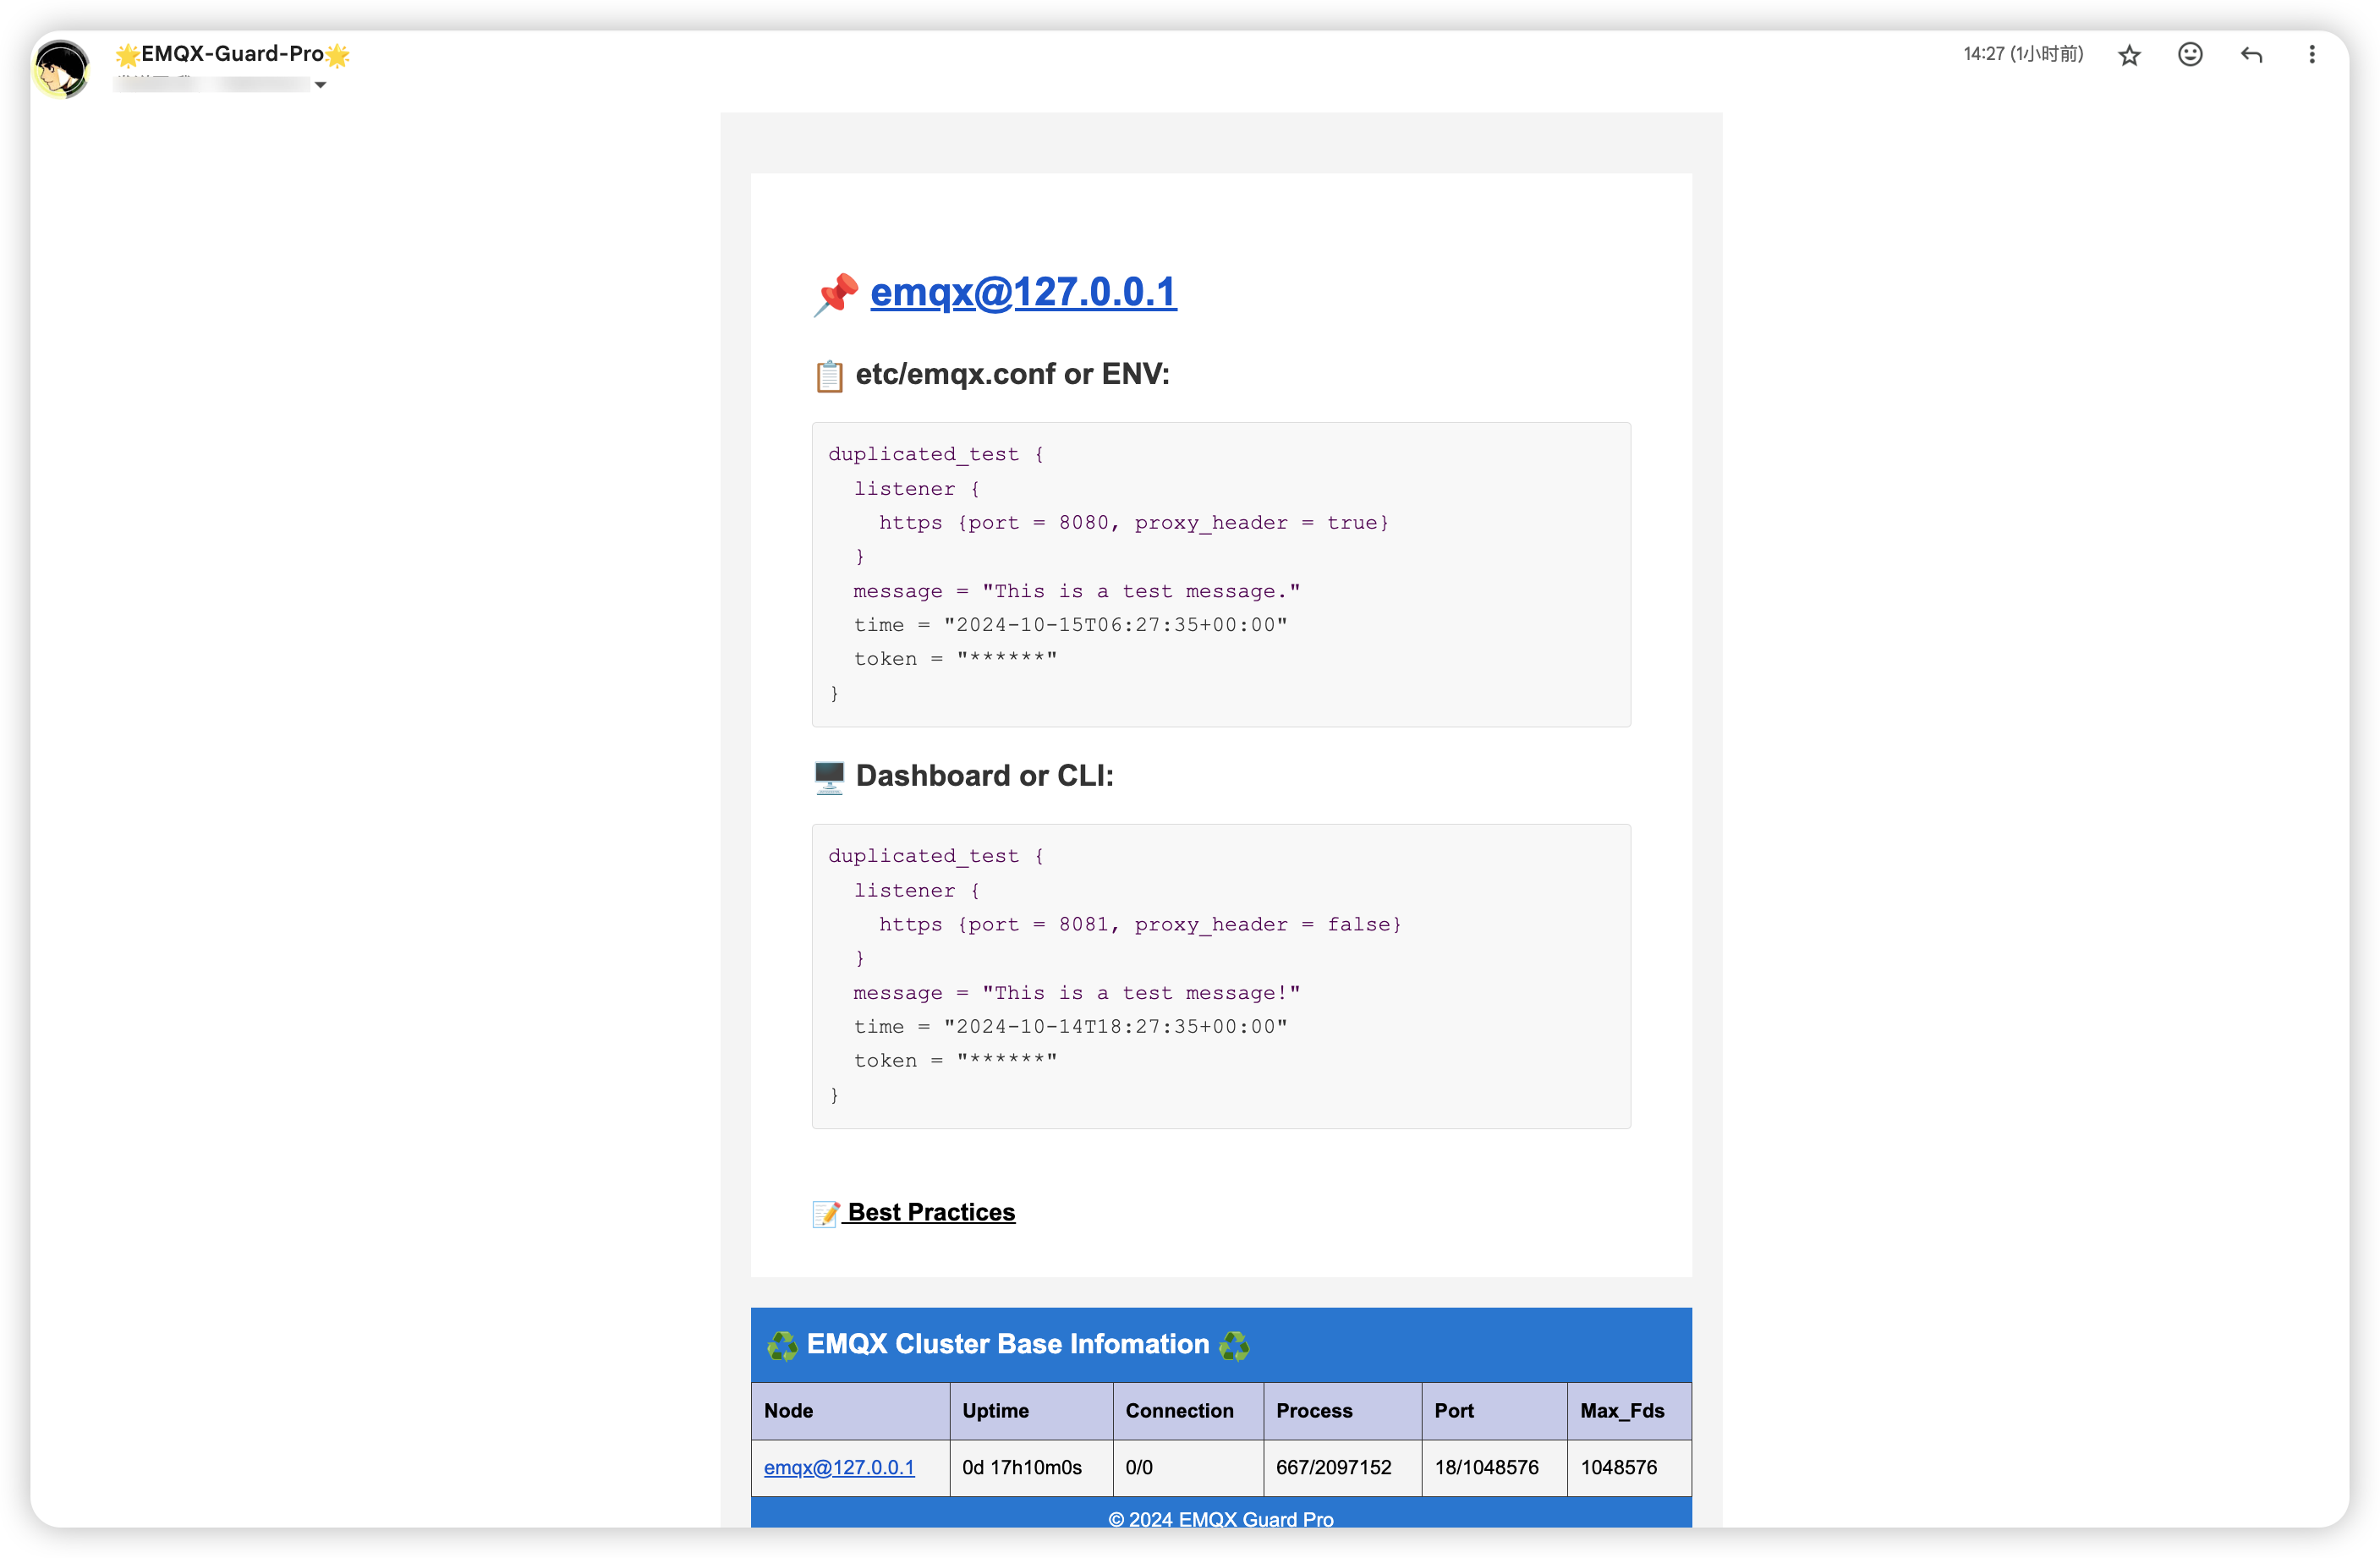 🌟EMQX-Guard-Pro🌟
14:27 (1小时前)
📌 emqx@127.0.0.1
📋 etc/emqx.conf or ENV:
duplicated_test {
  listener {
    https {port = 8080, proxy_header = true}
  }
  message = "This is a test message."
  time = "2024-10-15T06:27:35+00:00"
  token = "******"
}
🖥️ Dashboard or CLI:
duplicated_test {
  listener {
    https {port = 8081, proxy_header = false}
  }
  message = "This is a test message!"
  time = "2024-10-14T18:27:35+00:00"
  token = "******"
}
📝 Best Practices
♻️ EMQX Cluster Base Infomation ♻️
Node Uptime Connection Process Port Max_Fds
emqx@127.0.0.1 0d 17h10m0s 0/0 667/2097152 18/1048576 1048576
© 2024 EMQX Guard Pro